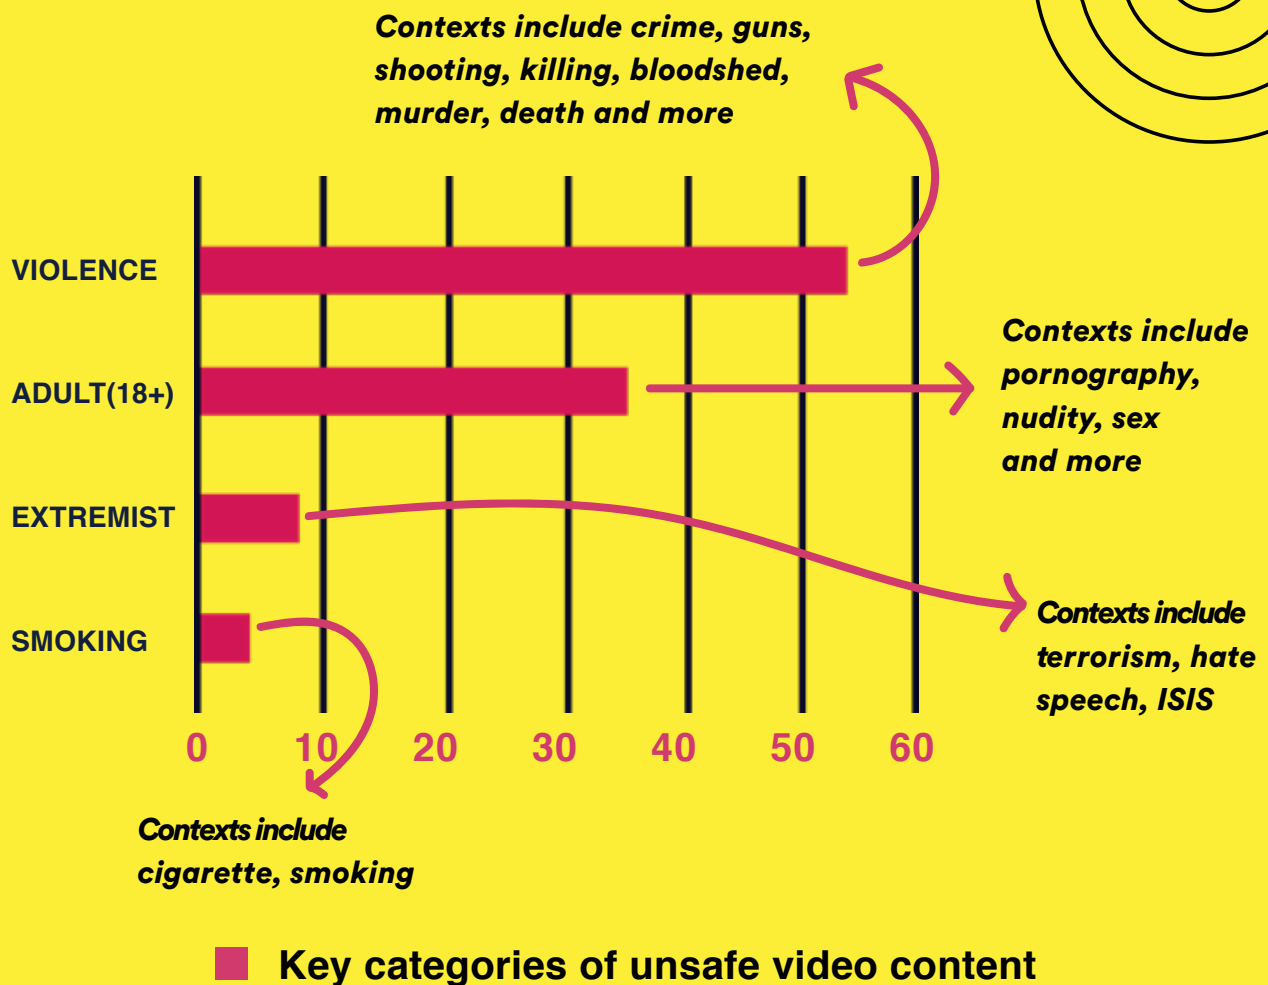 Contexts include crime, guns,
shooting, killing, bloodshed,
murder, death and more
VIOLENCE
ADULT(18+)
EXTREMIST
SMOKING
Contexts include
pornography,
nudity, sex
and more
Contexts include
terrorism, hate
speech, ISIS
0 10 20 30 40 50 60
Contexts include
cigarette, smoking
Key categories of unsafe video content